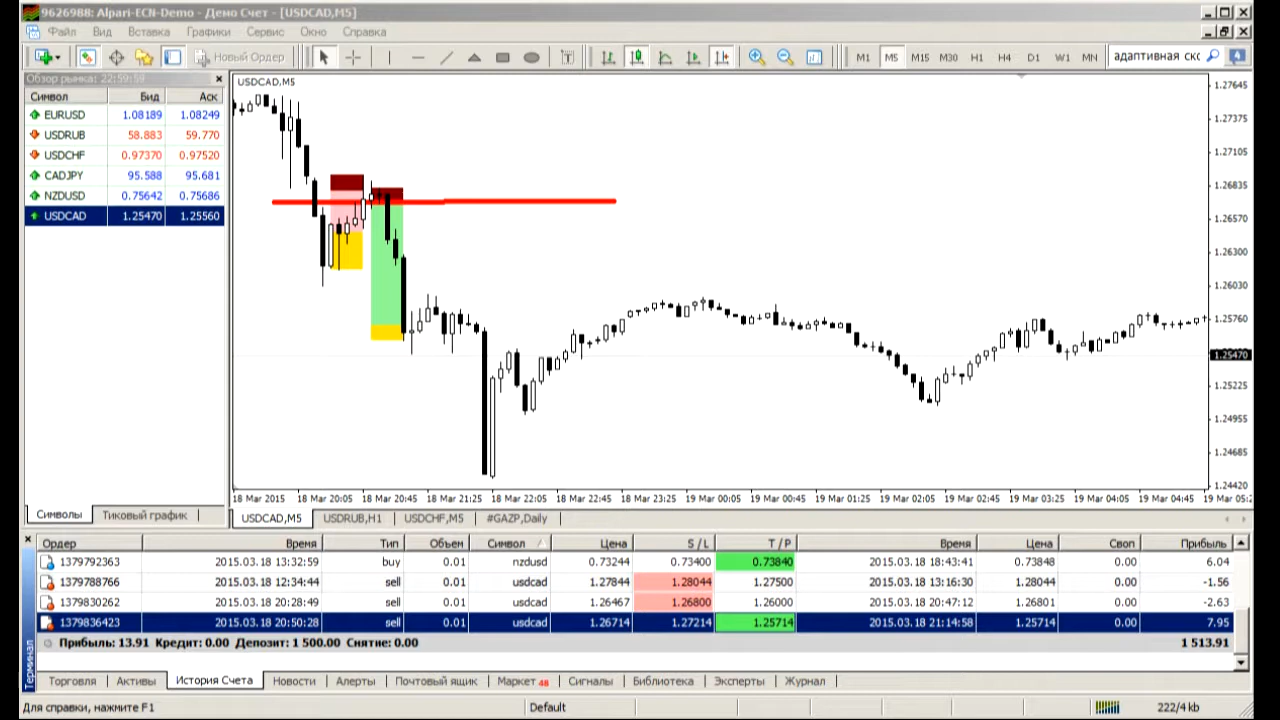 9626988: Alpari-ECN-Demo - Демо Счет - [USDCAD,M5]
Файл Вид Вставка Графики Сервис Окно Справка
Новый Ордер M1 M5 M15 M30 H1 H4 D1 W1 MN адаптивная скс
Обзор рынка: 22:59:59
Символ Бид Аск
EURUSD 1.08189 1.08249
USDRUB 58.883 59.770
USDCHF 0.97370 0.97520
CADJPY 95.588 95.681
NZDUSD 0.75642 0.75686
USDCAD 1.25470 1.25560
Символы Тиковый график
USDCAD,M5
1.27645
1.27375
1.27105
1.26835
1.26570
1.26300
1.26030
1.25760
1.25470
1.25225
1.24955
1.24685
1.24420
18 Mar 2015 18 Mar 20:05 18 Mar 20:45 18 Mar 21:25 18 Mar 22:05 18 Mar 22:45 18 Mar 23:25 19 Mar 00:05 19 Mar 00:45 19 Mar 01:25 19 Mar 02:05 19 Mar 02:45 19 Mar 03:25 19 Mar 04:05 19 Mar 04:45 19 Mar 05:2
USDCAD,M5 USDRUB,H1 USDCHF,M5 #GAZP,Daily
Ордер Время Тип Объем Символ Цена S / L T / P Время Цена Своп Прибыль
1379792363 2015.03.18 13:32:59 buy 0.01 nzdusd 0.73244 0.73400 0.73840 2015.03.18 18:43:41 0.73848 0.00 6.04
1379788766 2015.03.18 12:34:44 sell 0.01 usdcad 1.27844 1.28044 1.27500 2015.03.18 13:16:30 1.28044 0.00 -1.56
1379830262 2015.03.18 20:28:49 sell 0.01 usdcad 1.26467 1.26800 1.26000 2015.03.18 20:47:12 1.26801 0.00 -2.63
1379836423 2015.03.18 20:50:28 sell 0.01 usdcad 1.26714 1.27214 1.25714 2015.03.18 21:14:58 1.25714 0.00 7.95
Прибыль: 13.91 Кредит: 0.00 Депозит: 1 500.00 Снятие: 0.00 1 513.91
Терминал
Торговля Активы История Счета Новости Алерты Почтовый ящик Маркет 48 Сигналы Библиотека Эксперты Журнал
Для справки, нажмите F1 Default 222/4 kb